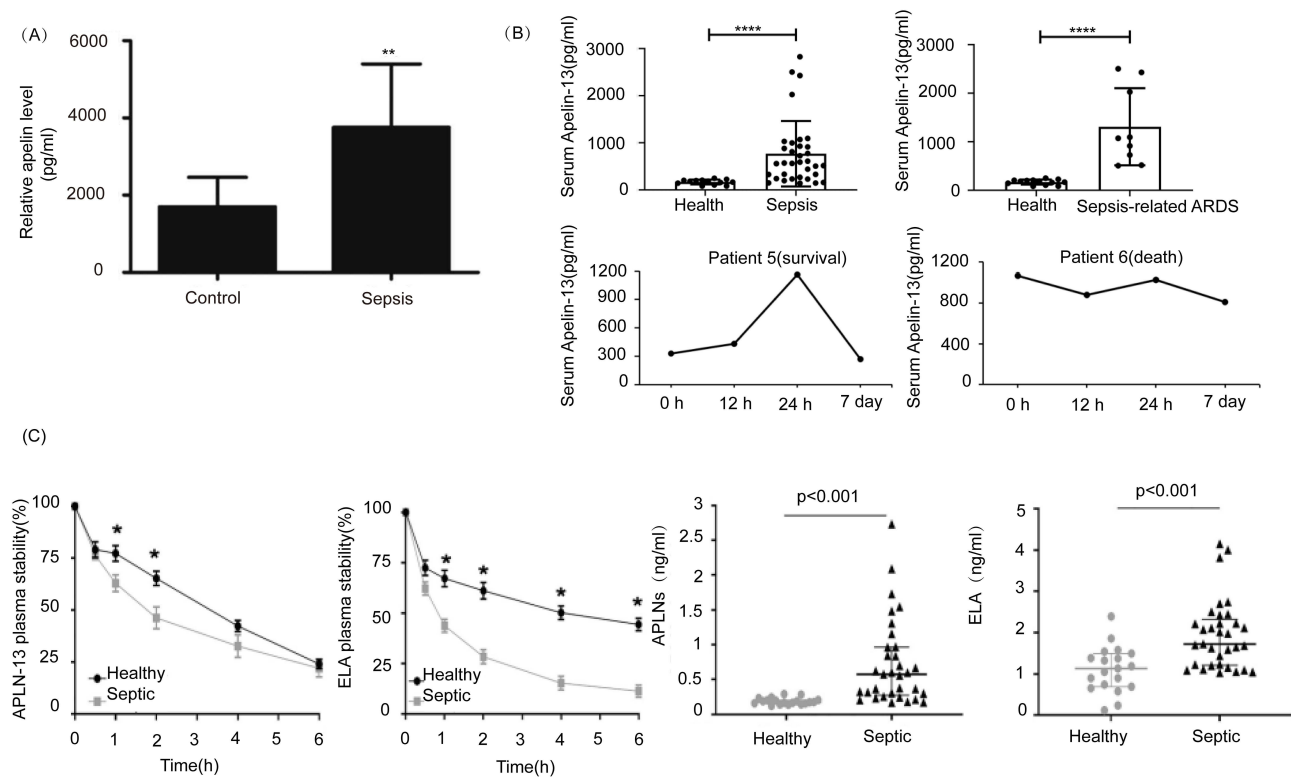 (A)
6000
4000
2000
0
Relative apelin level
(pg/ml)
**
Control
Sepsis
(B)
****
3000
2000
1000
0
Serum Apelin-13(pg/ml)
Health
Sepsis
****
3000
2000
1000
0
Serum Apelin-13(pg/ml)
Health
Sepsis-related ARDS
Patient 5(survival)
1200
900
600
300
0
Serum Apelin-13(pg/ml)
0 h
12 h
24 h
7 day
Patient 6(death)
1200
800
400
0
Serum Apelin-13(pg/ml)
0 h
12 h
24 h
7 day
(C)
100
75
50
25
0
APLN-13 plasma stability(%)
*
*
Healthy
Septic
0 1 2 3 4 5 6
Time(h)
100
75
50
25
0
ELA plasma stability(%)
*
*
*
*
Healthy
Septic
0 1 2 3 4 5 6
Time(h)
p<0.001
3
2.5
2
1.5
1
0.5
0
APLNs (ng/ml)
Healthy
Septic
p<0.001
5
4
3
2
1
0
ELA (ng/ml)
Healthy
Septic